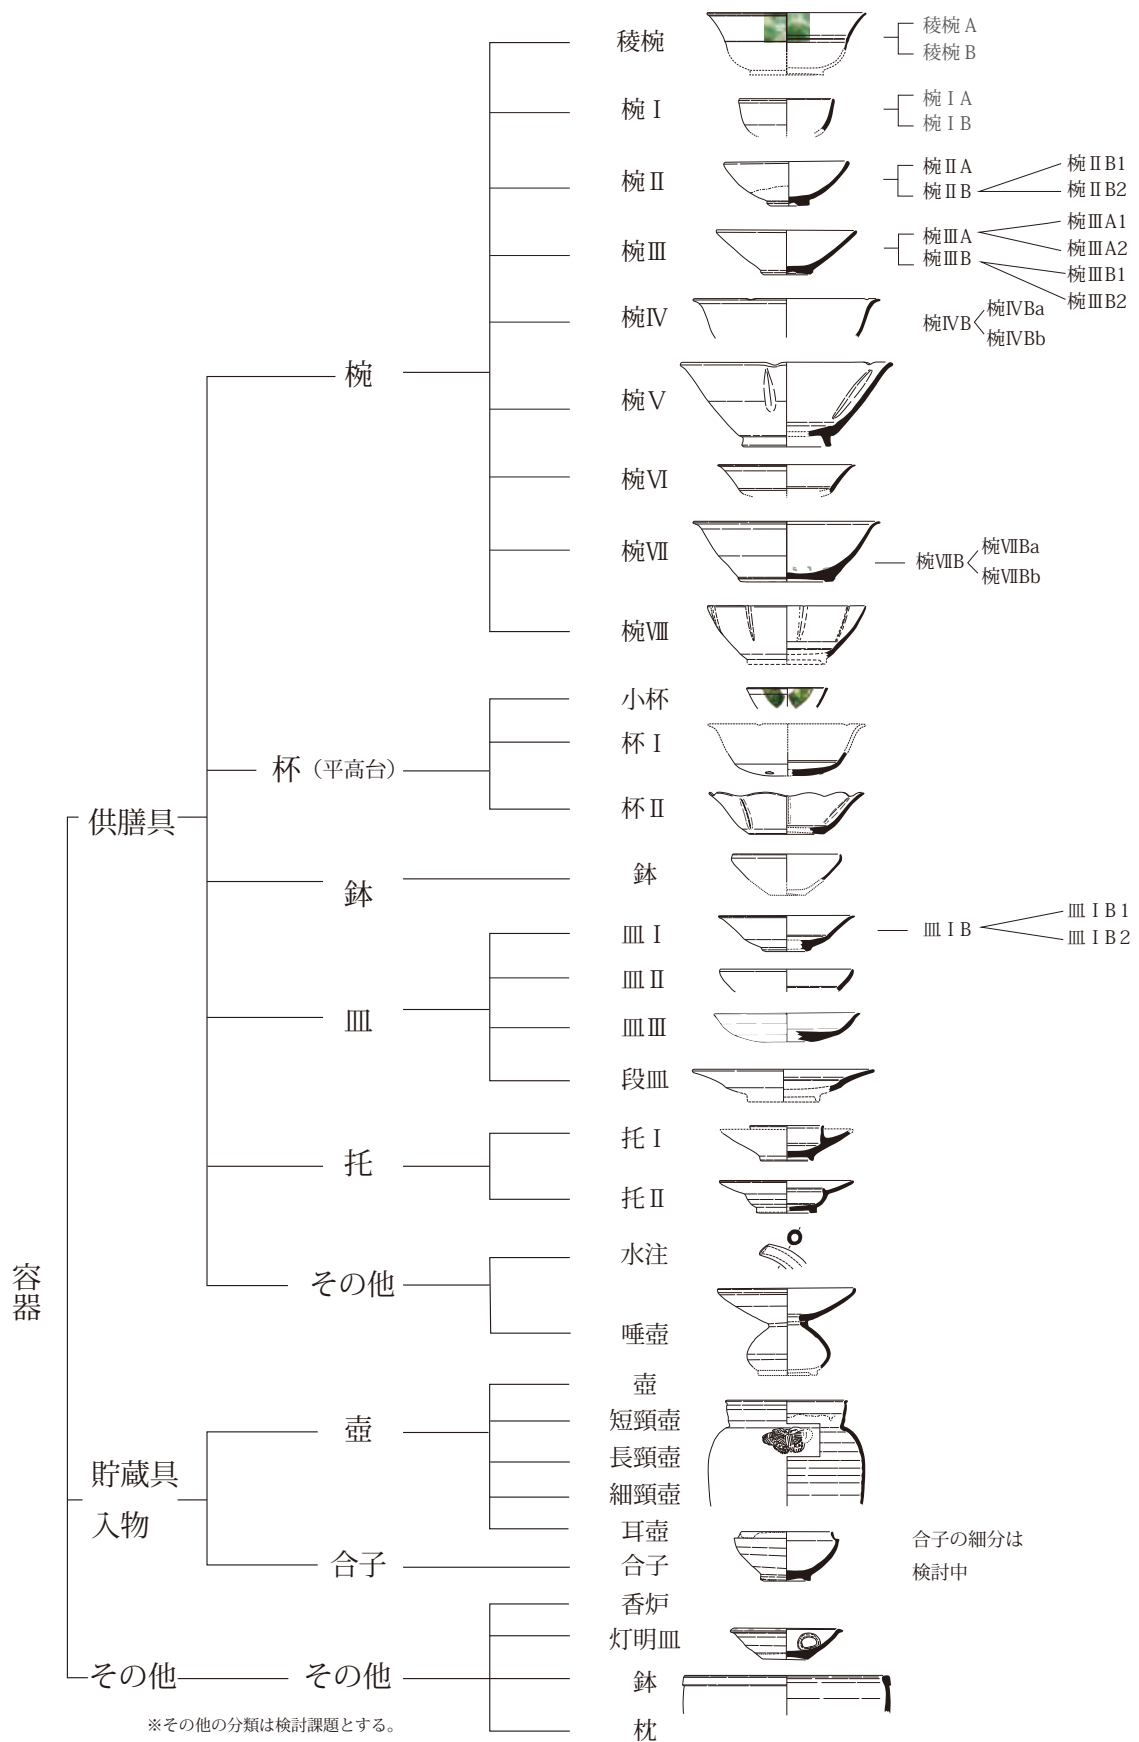 稜椀
稜椀 A
稜椀 B
椀Ⅰ
椀ⅠA
椀ⅠB
椀Ⅱ
椀ⅡA
椀ⅡB
椀ⅡB1
椀ⅡB2
椀Ⅲ
椀ⅢA
椀ⅢB
椀ⅢA1
椀ⅢA2
椀ⅢB1
椀ⅢB2
椀Ⅳ
椀ⅣB
椀ⅣBa
椀ⅣBb
椀
椀Ⅴ
椀Ⅵ
椀Ⅶ
椀ⅦB
椀ⅦBa
椀ⅦBb
椀Ⅷ
小杯
杯Ⅰ
杯（平高台）
杯Ⅱ
供膳具
鉢
鉢
皿Ⅰ
皿ⅠB
皿ⅠB1
皿ⅠB2
皿Ⅱ
皿
皿Ⅲ
段皿
托Ⅰ
托
托Ⅱ
水注
その他
唾壺
容器
壺
短頸壺
壺
長頸壺
細頸壺
貯蔵具
入物
耳壺
合子
合子
合子の細分は
検討中
香炉
灯明皿
その他
その他
鉢
枕
※その他の分類は検討課題とする。